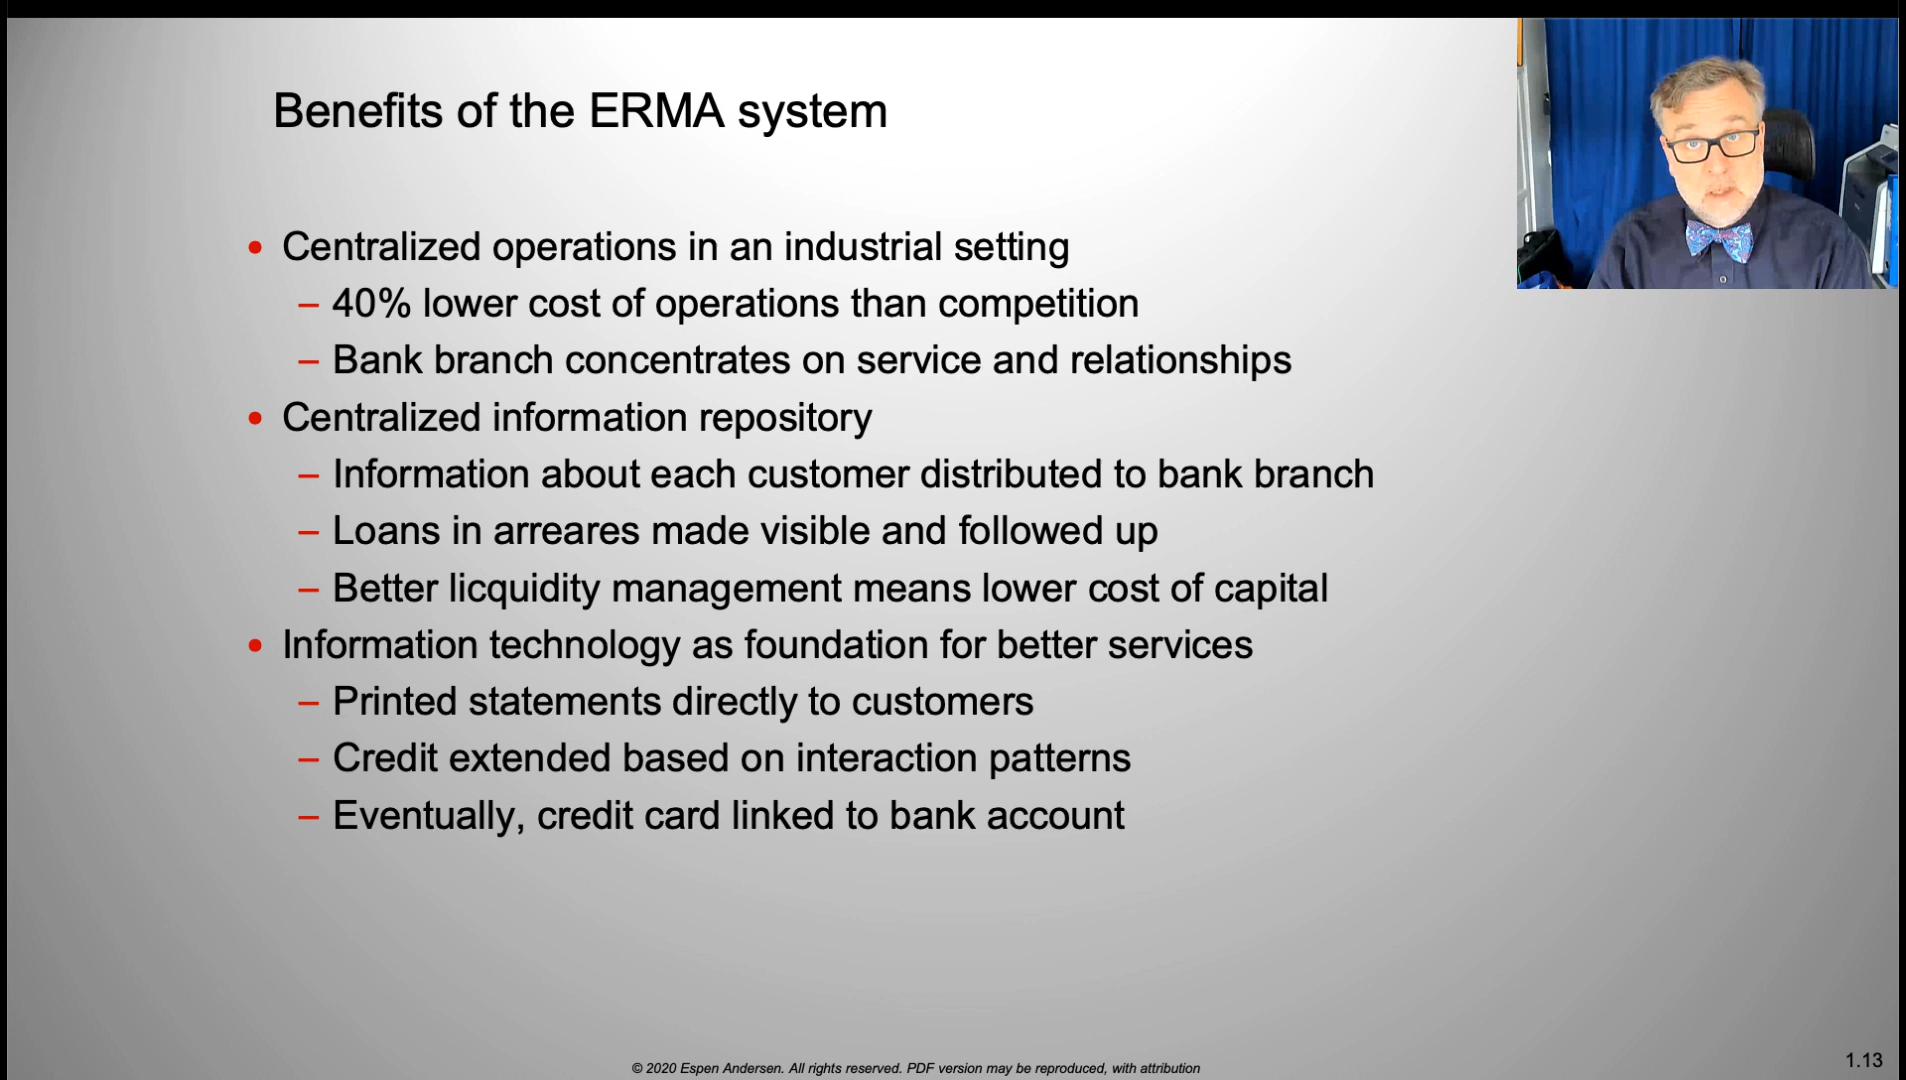 Benefits of the ERMA system
• Centralized operations in an industrial setting
– 40% lower cost of operations than competition
– Bank branch concentrates on service and relationships
• Centralized information repository
– Information about each customer distributed to bank branch
– Loans in arreares made visible and followed up
– Better licquidity management means lower cost of capital
• Information technology as foundation for better services
– Printed statements directly to customers
– Credit extended based on interaction patterns
– Eventually, credit card linked to bank account
© 2020 Espen Andersen. All rights reserved. PDF version may be reproduced, with attribution
1.13